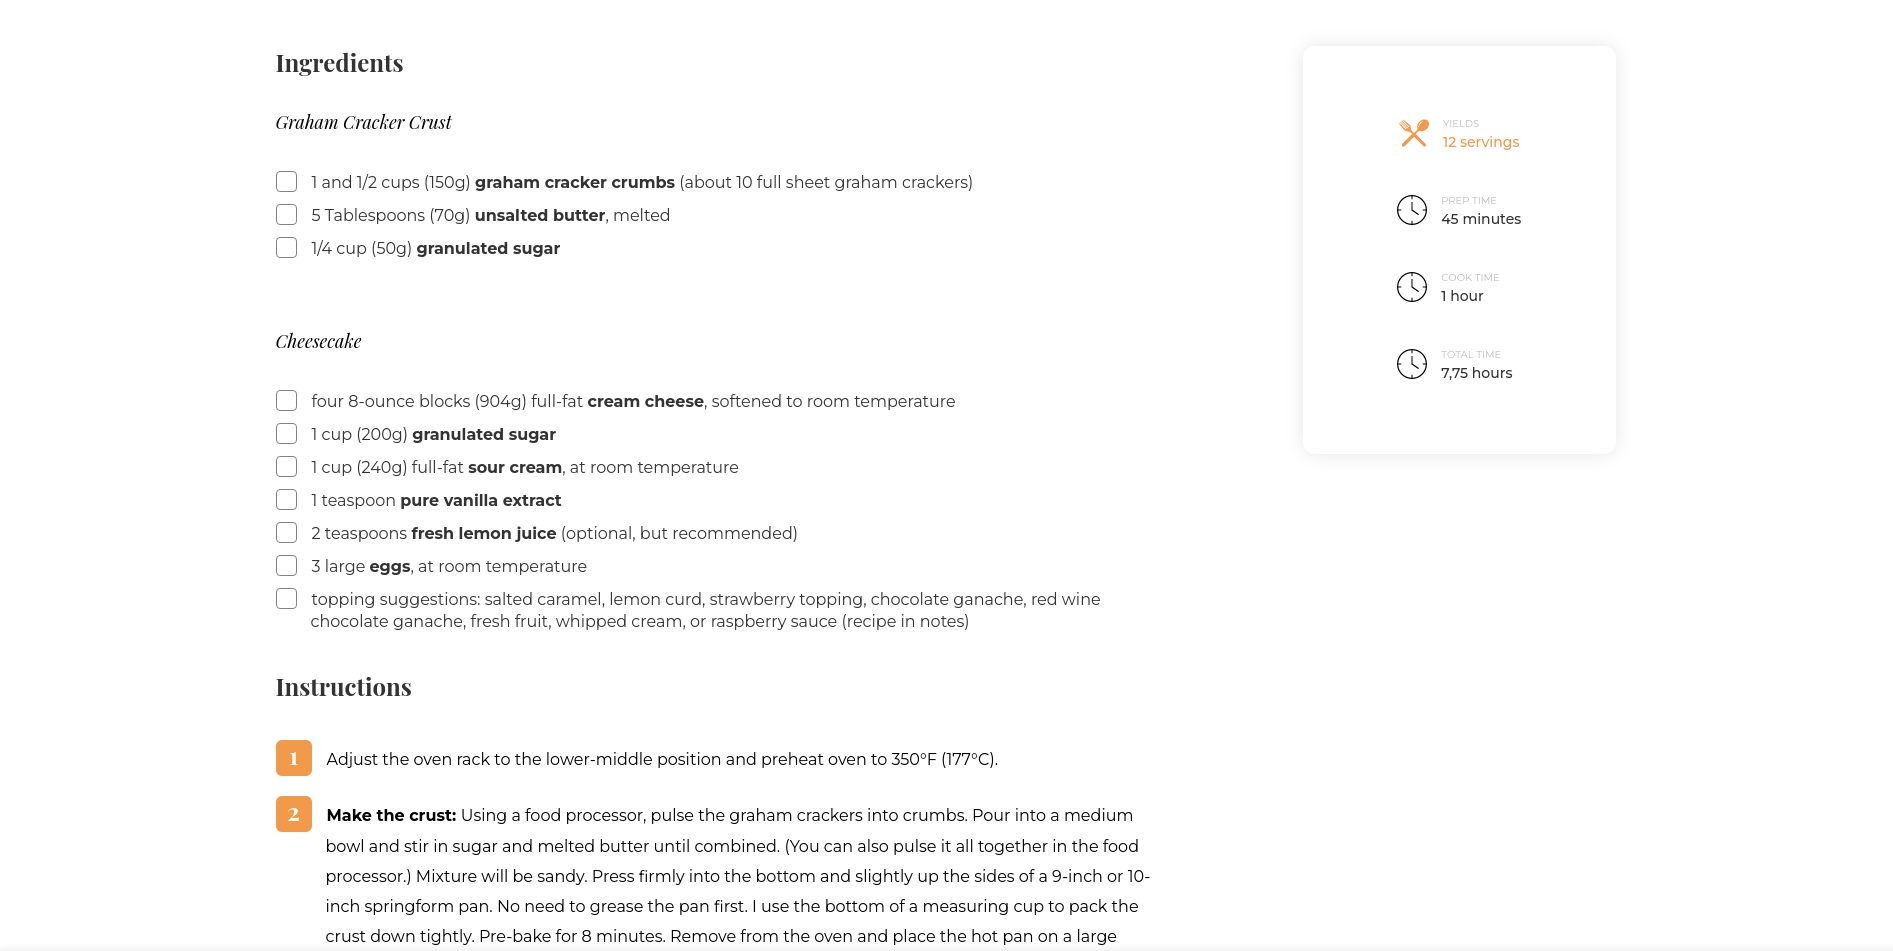 Ingredients
Graham Cracker Crust
1 and 1/2 cups (150g) graham cracker crumbs (about 10 full sheet graham crackers)
5 Tablespoons (70g) unsalted butter, melted
1/4 cup (50g) granulated sugar
Cheesecake
four 8-ounce blocks (904g) full-fat cream cheese, softened to room temperature
1 cup (200g) granulated sugar
1 cup (240g) full-fat sour cream, at room temperature
1 teaspoon pure vanilla extract
2 teaspoons fresh lemon juice (optional, but recommended)
3 large eggs, at room temperature
topping suggestions: salted caramel, lemon curd, strawberry topping, chocolate ganache, red wine
chocolate ganache, fresh fruit, whipped cream, or raspberry sauce (recipe in notes)
Instructions
1 Adjust the oven rack to the lower-middle position and preheat oven to 350°F (177°C).
2 Make the crust: Using a food processor, pulse the graham crackers into crumbs. Pour into a medium
bowl and stir in sugar and melted butter until combined. (You can also pulse it all together in the food
processor.) Mixture will be sandy. Press firmly into the bottom and slightly up the sides of a 9-inch or 10-
inch springform pan. No need to grease the pan first. I use the bottom of a measuring cup to pack the
crust down tightly. Pre-bake for 8 minutes. Remove from the oven and place the hot pan on a large
YIELDS
12 servings
PREP TIME
45 minutes
COOK TIME
1 hour
TOTAL TIME
7,75 hours